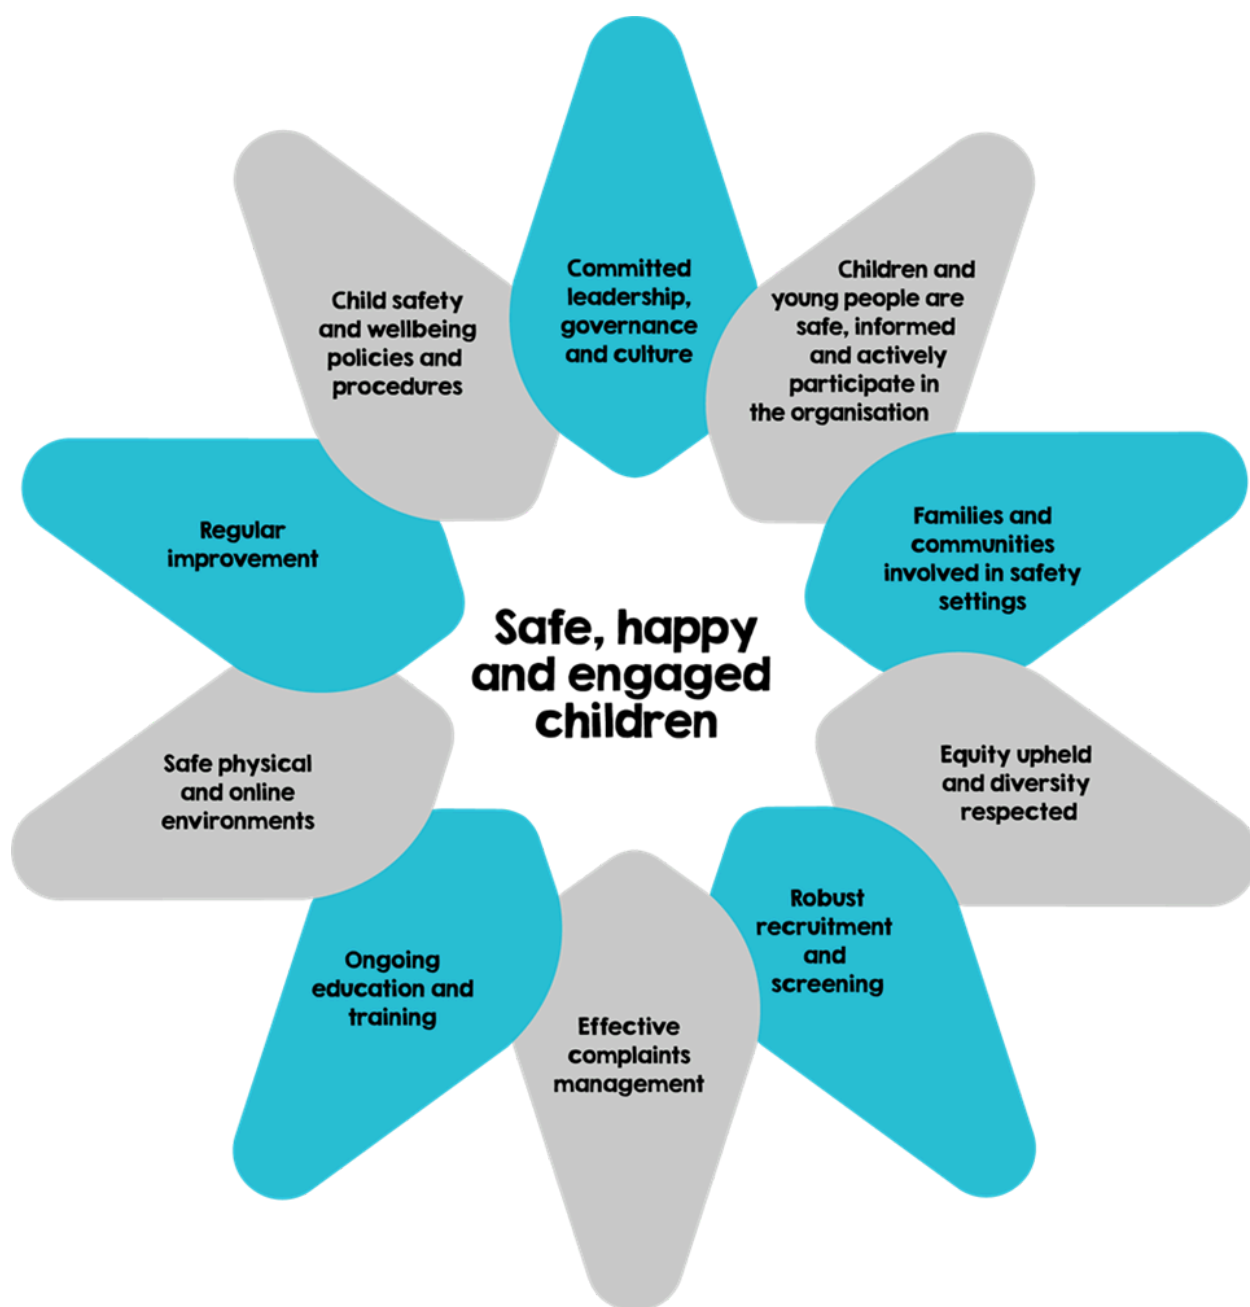 Committed
leadership,
governance
and culture
Children and
young people are
safe, informed
and actively
participate in
the organisation
Families and
communities
involved in safety
settings
Equity upheld
and diversity
respected
Robust
recruitment
and
screening
Effective
complaints
management
Ongoing
education and
training
Safe physical
and online
environments
Regular
improvement
Child safety
and wellbeing
policies and
procedures
Safe, happy
and engaged
children